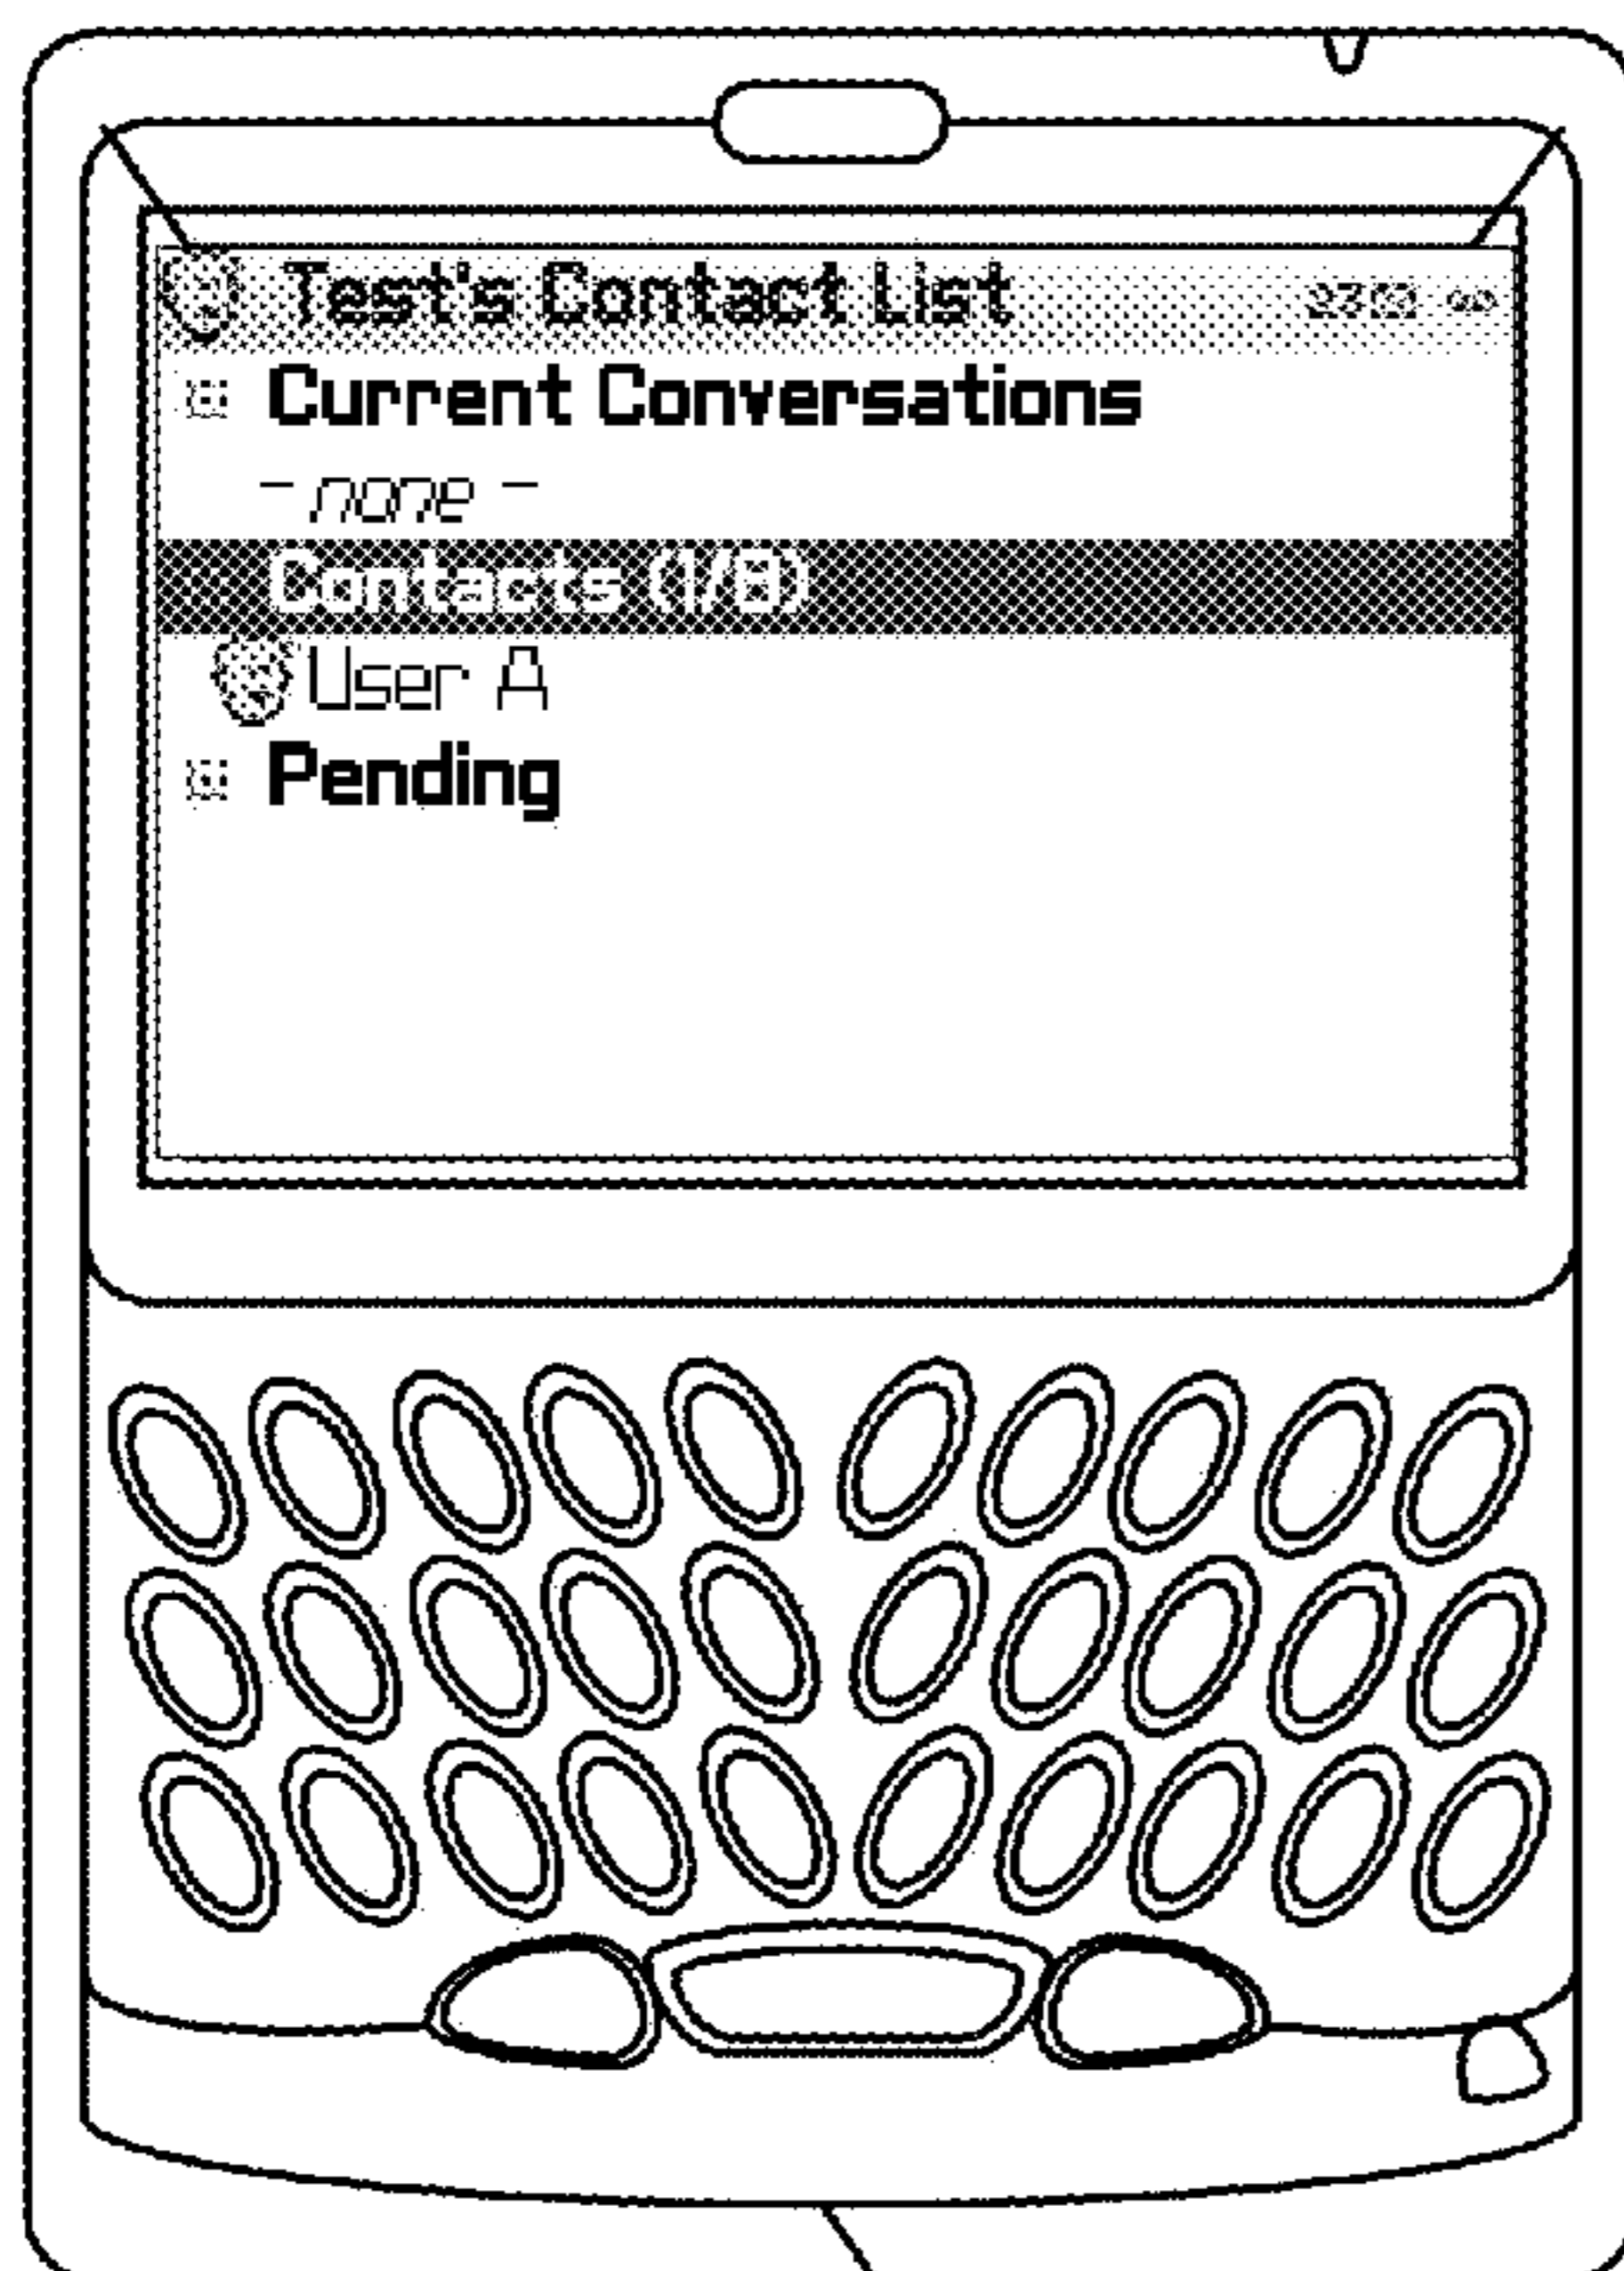 Test's Contact List
Current Conversations
- none -
Contacts (1/8)
User A
Pending